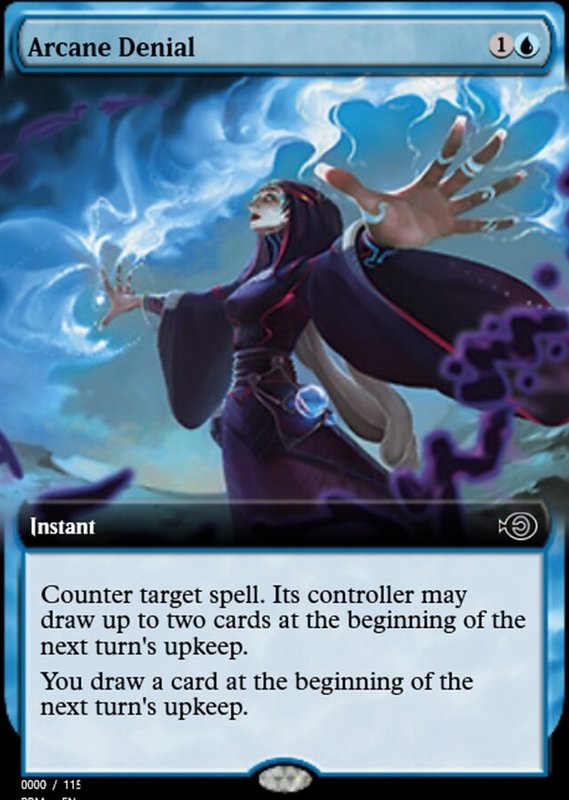 Arcane Denial 1
Instant
Counter target spell. Its controller may
draw up to two cards at the beginning of the
next turn's upkeep.
You draw a card at the beginning of the
next turn's upkeep.
0000 / 115